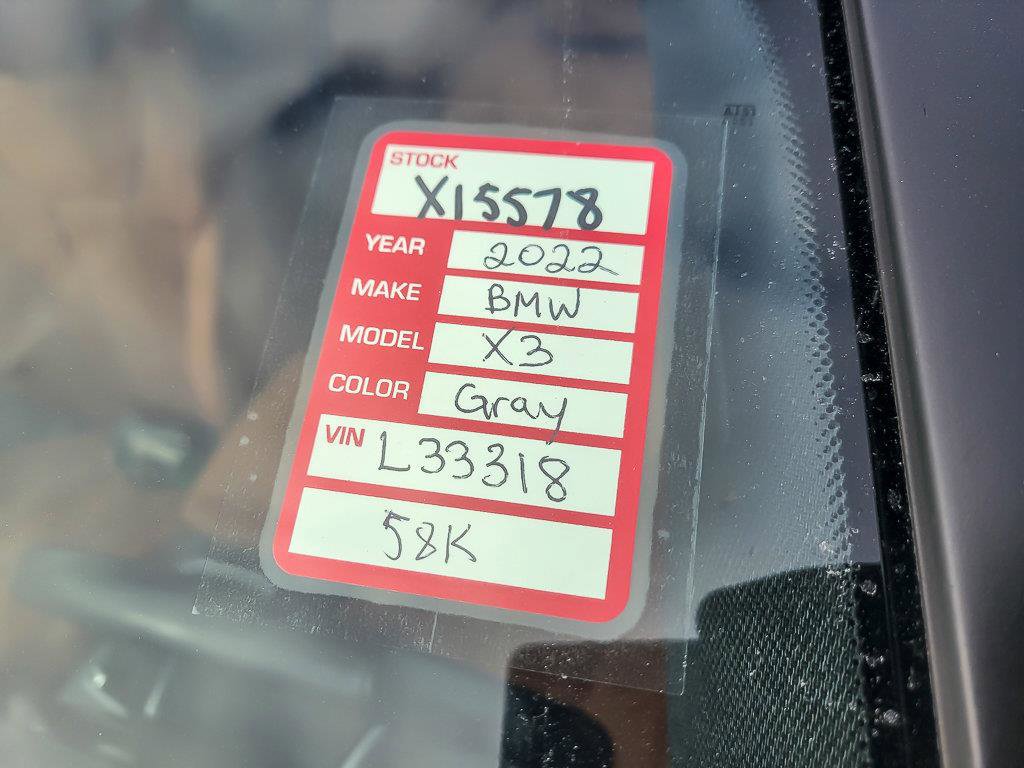 STOCK
X15578
YEAR 2022
MAKE BMW
MODEL X3
COLOR Gray
VIN L33318
58K